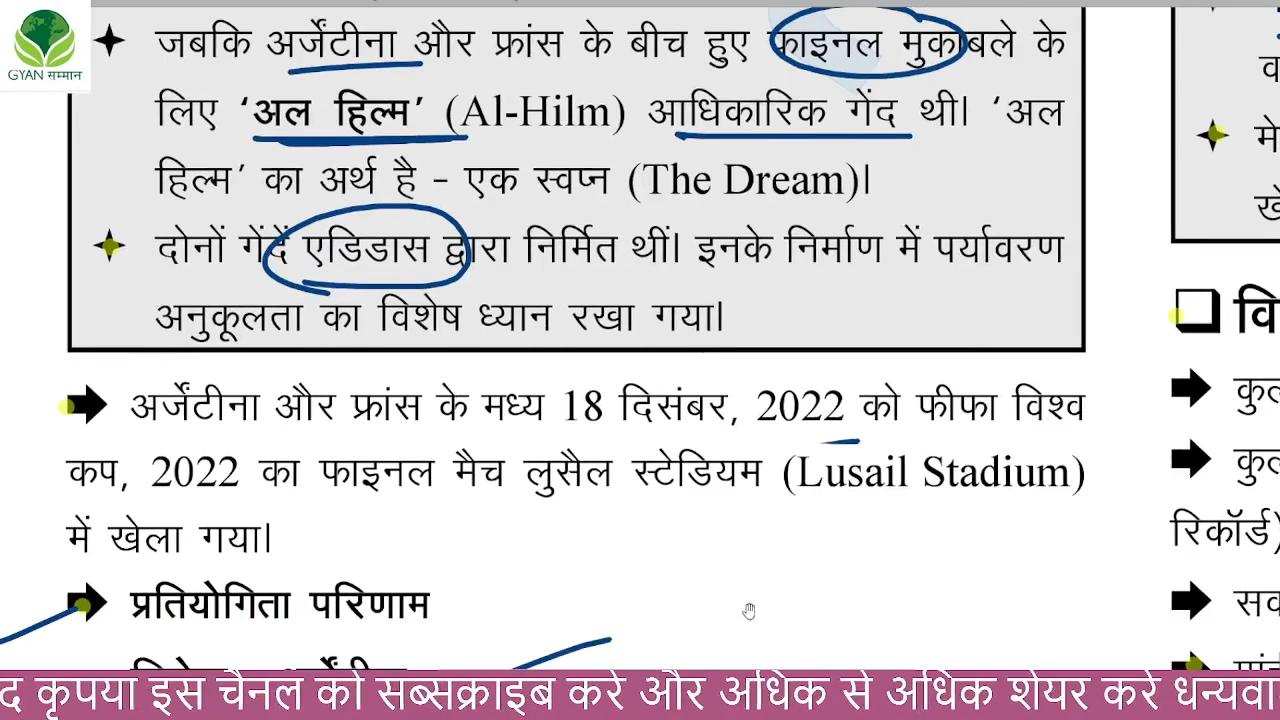 GYAN सम्मान
जबकि अर्जेंटीना और फ्रांस के बीच हुए फाइनल मुकाबले के
लिए ‘अल हिल्म’ (Al-Hilm) आधिकारिक गेंद थी। ‘अल
हिल्म’ का अर्थ है - एक स्वप्न (The Dream)।
दोनों गेंदें एडिडास द्वारा निर्मित थीं। इनके निर्माण में पर्यावरण
अनुकूलता का विशेष ध्यान रखा गया।
अर्जेंटीना और फ्रांस के मध्य 18 दिसंबर, 2022 को फीफा विश्व
कप, 2022 का फाइनल मैच लुसैल स्टेडियम (Lusail Stadium)
में खेला गया।
प्रतियोगिता परिणाम
रिकॉर्ड)
द कृपया इस चैनल को सब्सक्राइब करे और अधिक से अधिक शेयर करे धन्यवा